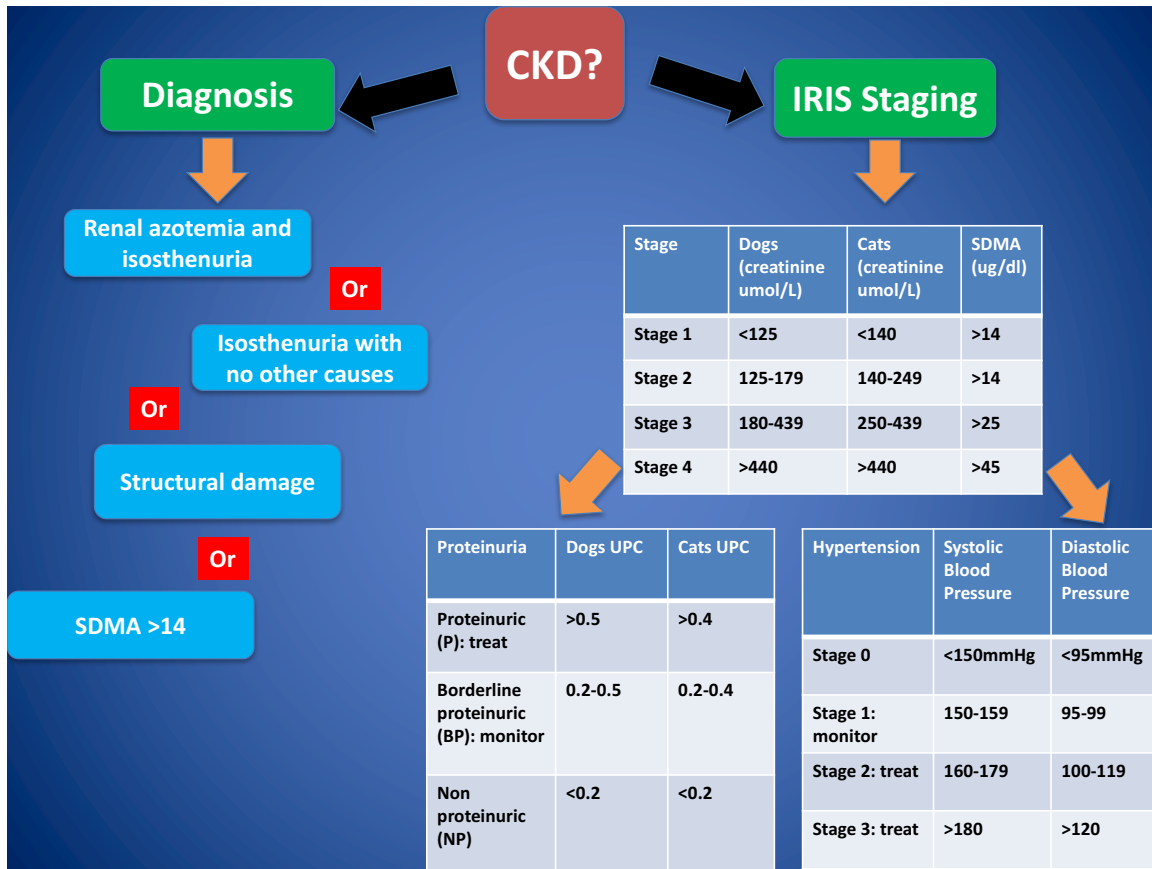 CKD?
Diagnosis
Renal azotemia and
isosthenuria
Or
Isosthenuria with
no other causes
Or
Structural damage
Or
SDMA >14
IRIS Staging
Stage Dogs (creatinine umol/L) Cats (creatinine umol/L) SDMA (ug/dl)
Stage 1 <125 <140 >14
Stage 2 125-179 140-249 >14
Stage 3 180-439 250-439 >25
Stage 4 >440 >440 >45
Proteinuria Dogs UPC Cats UPC
Proteinuric (P): treat >0.5 >0.4
Borderline proteinuric (BP): monitor 0.2-0.5 0.2-0.4
Non proteinuric (NP) <0.2 <0.2
Hypertension Systolic Blood Pressure Diastolic Blood Pressure
Stage 0 <150mmHg <95mmHg
Stage 1: monitor 150-159 95-99
Stage 2: treat 160-179 100-119
Stage 3: treat >180 >120